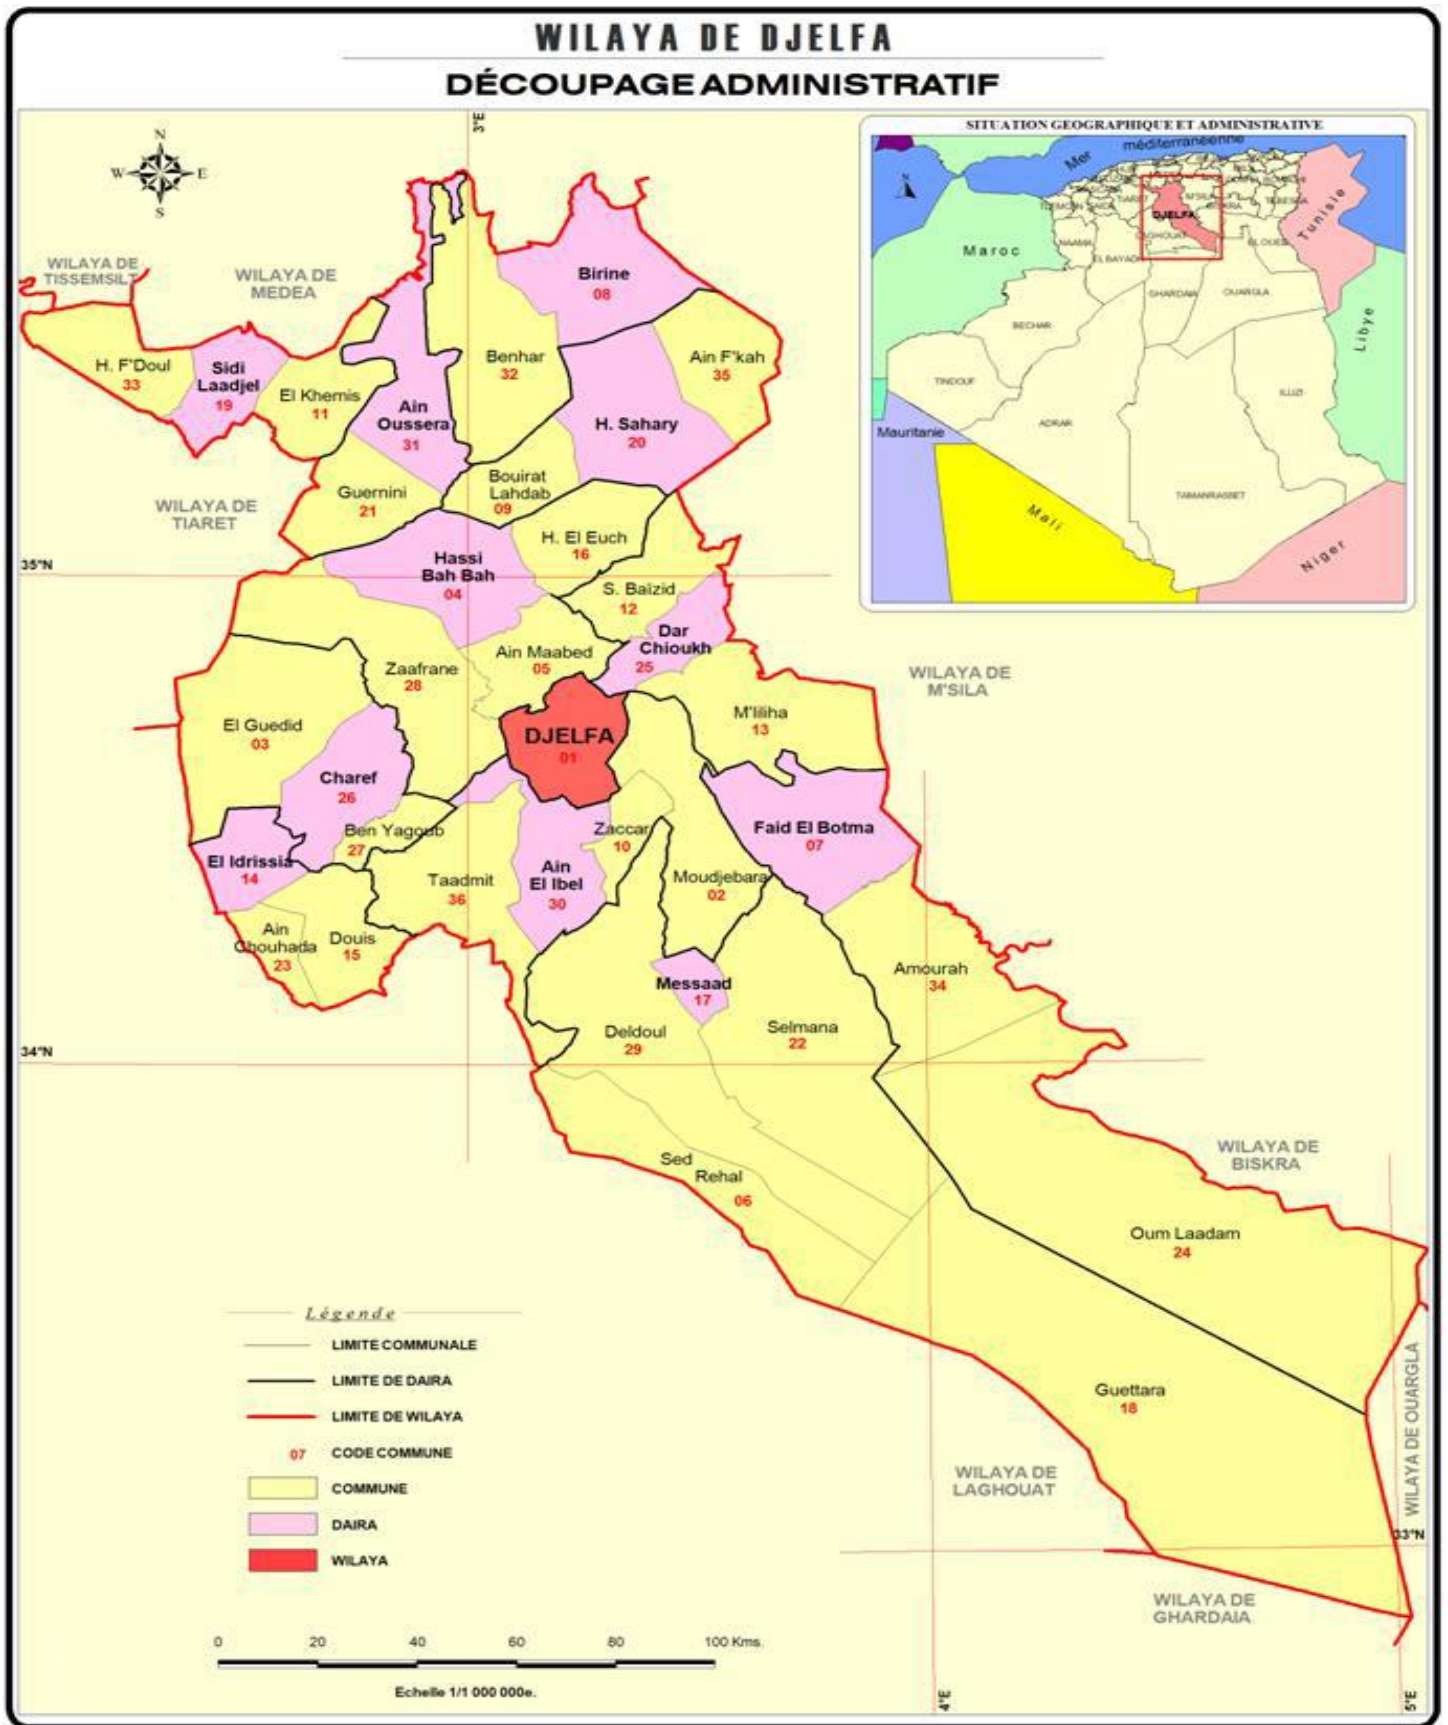 WILAYA DE DJELFA
DÉCOUPAGE ADMINISTRATIF
3°E
N
W
E
S
SITUATION GEOGRAPHIQUE ET ADMINISTRATIVE
Mer
méditerranéenne
N
TIARET
M'SILA
DJELFA
LAGHOUAT
NAAMA
EL BAYAD
EL OUED
GHARDAIA
OUARGLA
BECHAR
TINDOUF
ADRAR
ILLIZI
TAMANRASSET
Maroc
Tunisie
Libye
Mauritanie
Mali
Niger
WILAYA DE
TISSEMSILT
WILAYA DE
MEDEA
Birine
08
H. F'Doul
33
Sidi
Laadjel
19
El Khemis
11
Benhar
32
Ain F'kah
35
Ain
Oussera
31
H. Sahary
20
Guernini
21
Bouirat
Lahdab
09
WILAYA DE
TIARET
H. El Euch
16
35°N
Hassi
Bah Bah
04
S. Baïzid
12
Dar
Chioukh
25
Ain Maabed
05
Zaafrane
28
WILAYA DE
M'SILA
El Guedid
03
M'liliha
13
DJELFA
01
Charef
26
Ben Yagoub
27
Zaccar
10
Faid El Botma
07
El Idrissia
14
Taadmit
36
Ain
El Ibel
30
Moudjebara
02
Ain
Chouhada
23
Douis
15
Amourah
34
Messaad
17
Deldoul
29
Selmana
22
34°N
Sed
Rehal
06
WILAYA DE
BISKRA
Oum Laadam
24
Guettara
18
WILAYA DE OUARGLA
WILAYA DE
LAGHOUAT
33°N
WILAYA DE
GHARDAIA
Légende
LIMITE COMMUNALE
LIMITE DE DAIRA
LIMITE DE WILAYA
07 CODE COMMUNE
COMMUNE
DAIRA
WILAYA
0 20 40 60 80 100 Kms.
Echelle 1/1 000 000e.
4°E
5°E